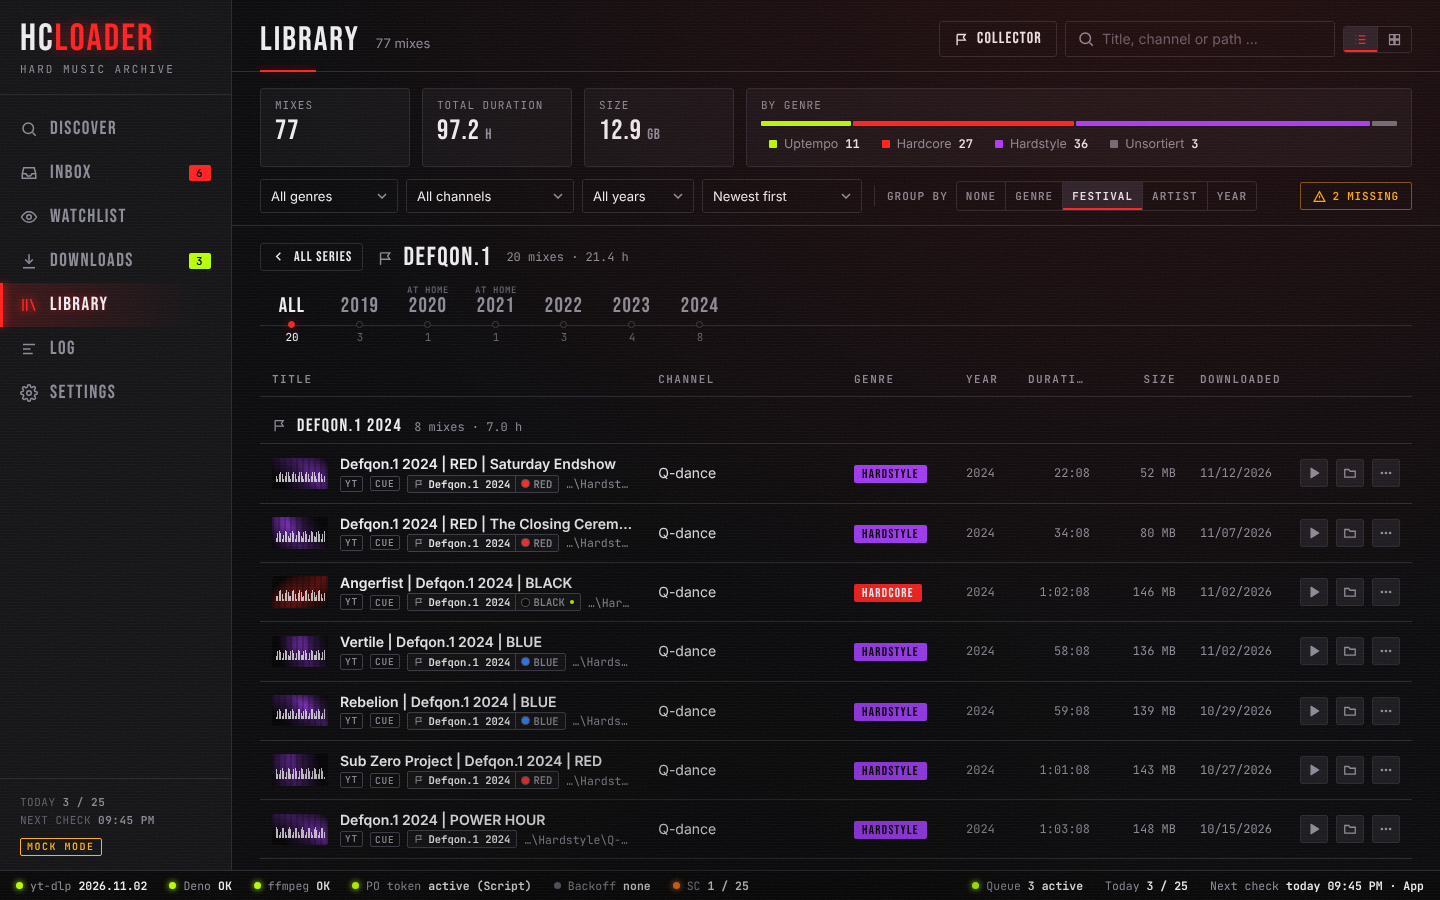 HCLOADER
HARD MUSIC ARCHIVE
DISCOVER
INBOX 6
WATCHLIST
DOWNLOADS 3
LIBRARY
LOG
SETTINGS
TODAY 3 / 25
NEXT CHECK 09:45 PM
MOCK MODE
LIBRARY 77 mixes
COLLECTOR
Title, channel or path ...
MIXES
77
TOTAL DURATION
97.2 H
SIZE
12.9 GB
BY GENRE
Uptempo 11 Hardcore 27 Hardstyle 36 Unsortiert 3
All genres All channels All years Newest first GROUP BY NONE GENRE FESTIVAL ARTIST YEAR 2 MISSING
ALL SERIES DEFQON.1 20 mixes · 21.4 h
AT HOME AT HOME
ALL 2019 2020 2021 2022 2023 2024
20 3 1 1 3 4 8
TITLE CHANNEL GENRE YEAR DURATI… SIZE DOWNLOADED
DEFQON.1 2024 8 mixes · 7.0 h
Defqon.1 2024 | RED | Saturday Endshow
YT CUE Defqon.1 2024 RED …\Hardst…
Q-dance HARDSTYLE 2024 22:08 52 MB 11/12/2026
Defqon.1 2024 | RED | The Closing Cerem…
YT CUE Defqon.1 2024 RED …\Hardst…
Q-dance HARDSTYLE 2024 34:08 80 MB 11/07/2026
Angerfist | Defqon.1 2024 | BLACK
YT CUE Defqon.1 2024 BLACK …\Har…
Q-dance HARDCORE 2024 1:02:08 146 MB 11/02/2026
Vertile | Defqon.1 2024 | BLUE
YT CUE Defqon.1 2024 BLUE …\Hards…
Q-dance HARDSTYLE 2024 58:08 136 MB 11/02/2026
Rebelion | Defqon.1 2024 | BLUE
YT CUE Defqon.1 2024 BLUE …\Hards…
Q-dance HARDSTYLE 2024 59:08 139 MB 10/29/2026
Sub Zero Project | Defqon.1 2024 | RED
YT CUE Defqon.1 2024 RED …\Hardst…
Q-dance HARDSTYLE 2024 1:01:08 143 MB 10/27/2026
Defqon.1 2024 | POWER HOUR
YT CUE Defqon.1 2024 …\Hardstyle\Q-…
Q-dance HARDSTYLE 2024 1:03:08 148 MB 10/15/2026
yt-dlp 2026.11.02 Deno OK ffmpeg OK PO token active (Script) Backoff none SC 1 / 25 Queue 3 active Today 3 / 25 Next check today 09:45 PM · App